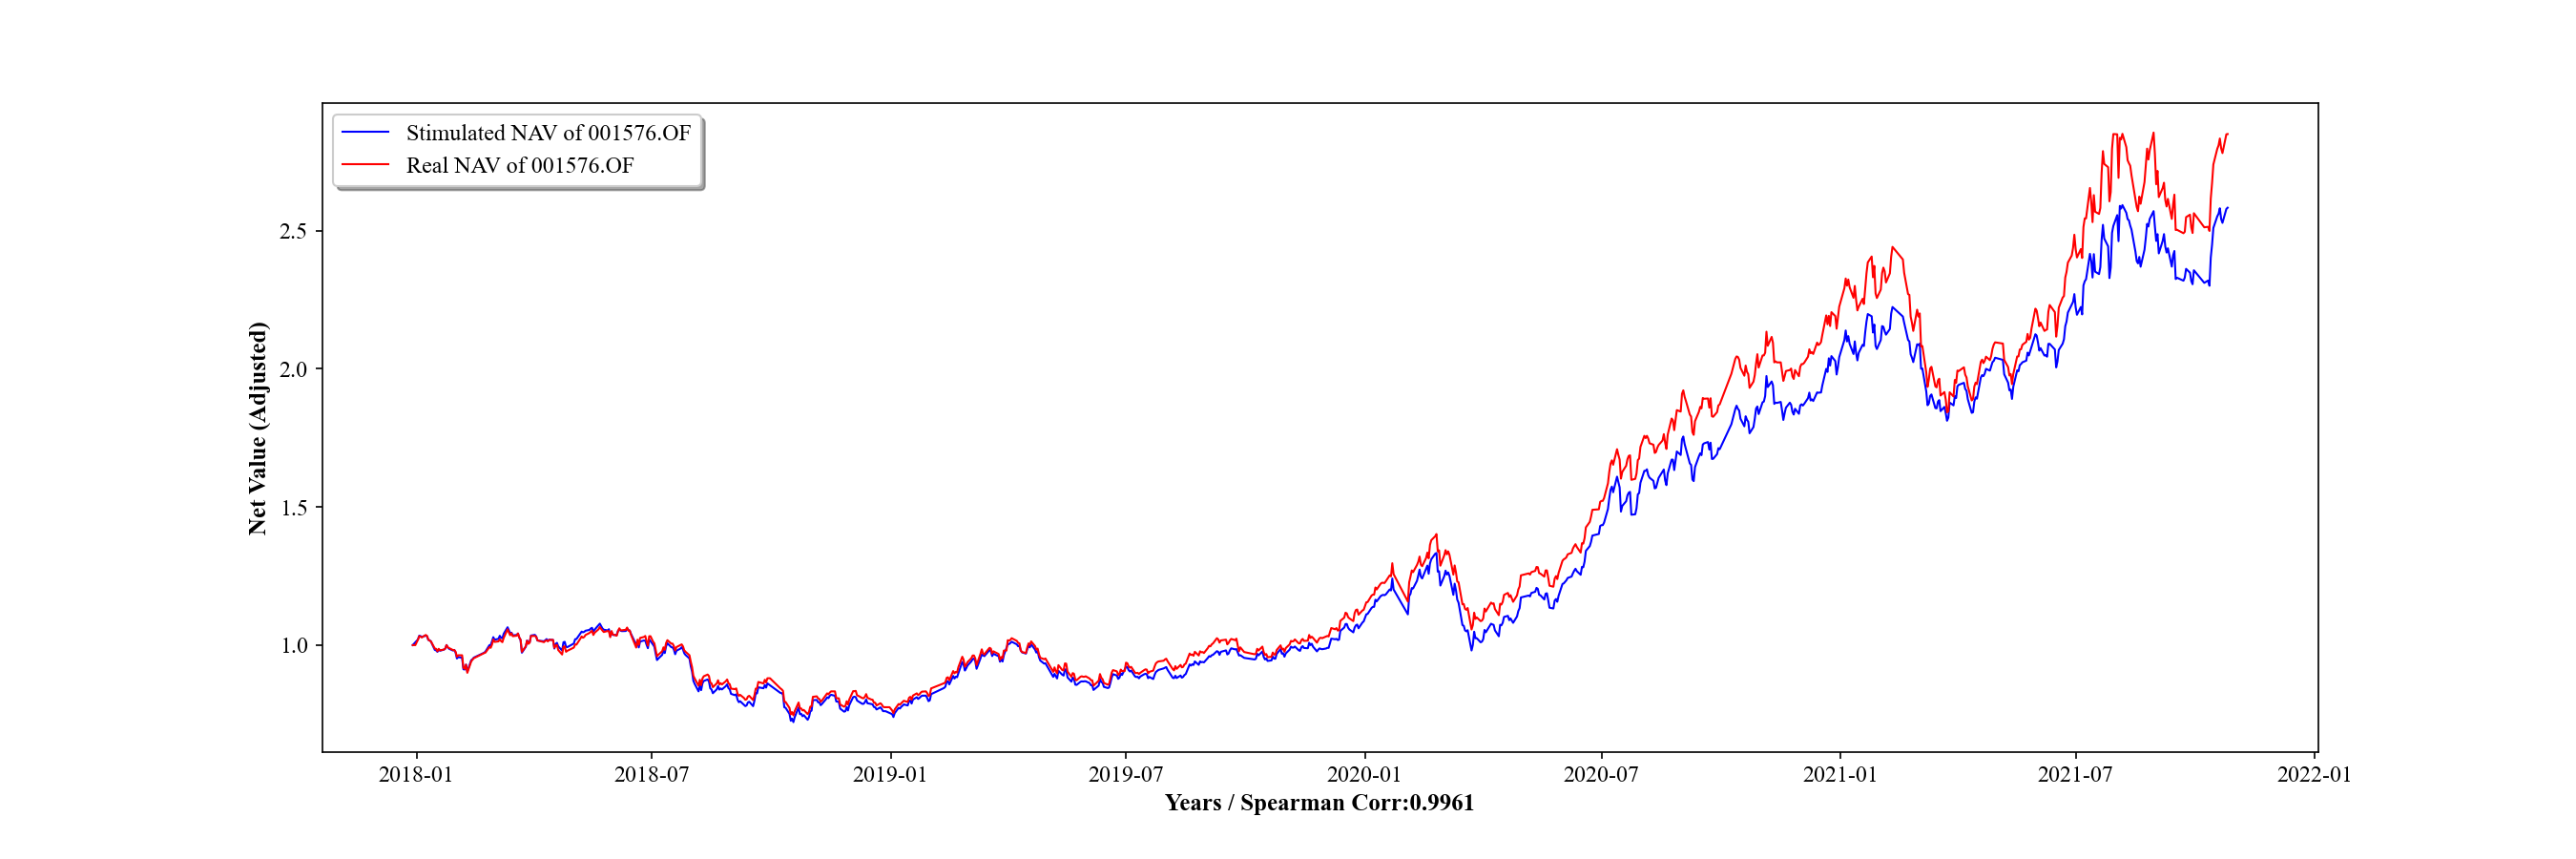 Stimulated NAV of 001576.OF
Real NAV of 001576.OF
Net Value (Adjusted)
2.5
2.0
1.5
1.0
2018-01 2018-07 2019-01 2019-07 2020-01 2020-07 2021-01 2021-07 2022-01
Years / Spearman Corr:0.9961